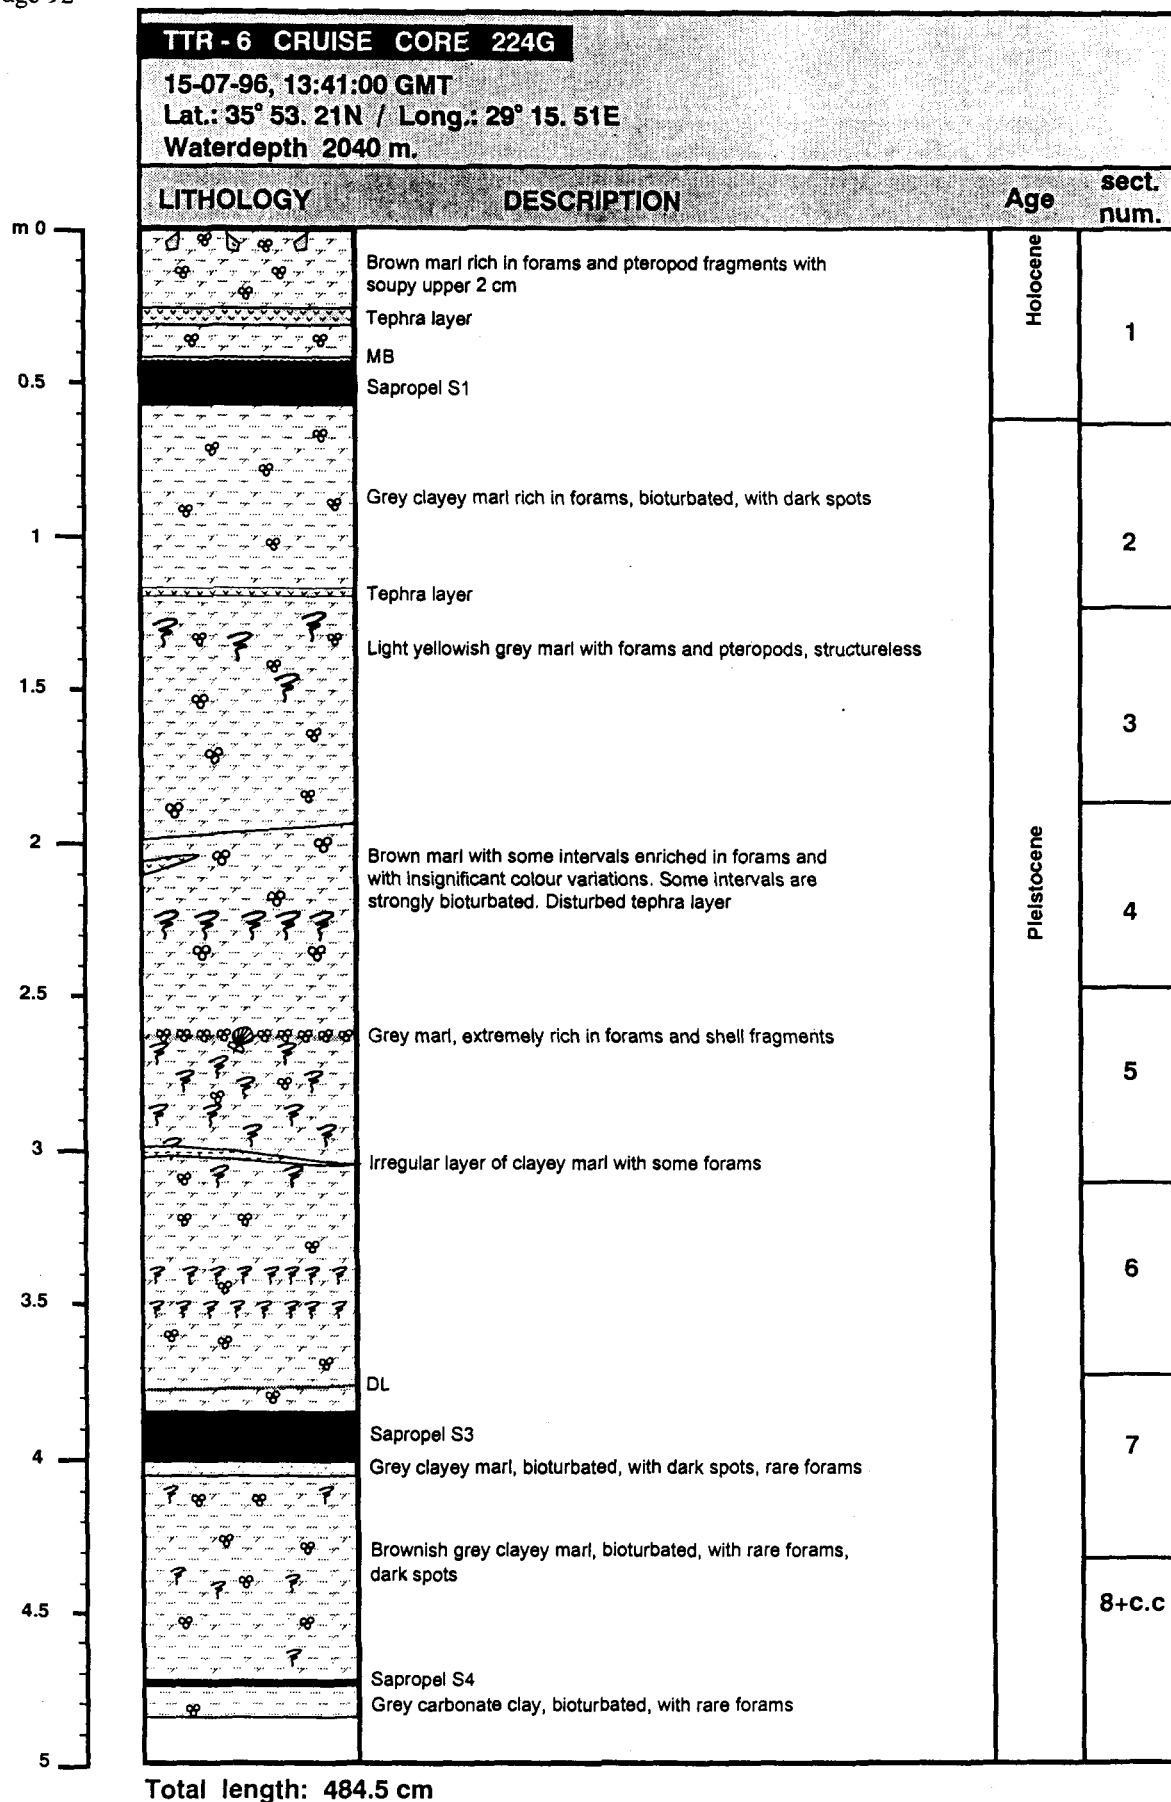 TTR - 6 CRUISE CORE 224G
15-07-96, 13:41:00 GMT
Lat.: 35° 53. 21N / Long.: 29° 15. 51E
Waterdepth 2040 m.
LITHOLOGY DESCRIPTION Age sect. num.
m 0
Brown marl rich in forams and pteropod fragments with
soupy upper 2 cm
Holocene
Tephra layer
1
MB
0.5
Sapropel S1
Grey clayey marl rich in forams, bioturbated, with dark spots
1
2
Tephra layer
Light yellowish grey marl with forams and pteropods, structureless
1.5
3
2
Brown marl with some intervals enriched in forams and
with insignificant colour variations. Some intervals are
strongly bioturbated. Disturbed tephra layer
Pleistocene
4
2.5
Grey marl, extremely rich in forams and shell fragments
5
3
Irregular layer of clayey marl with some forams
6
3.5
DL
Sapropel S3
7
4
Grey clayey marl, bioturbated, with dark spots, rare forams
Brownish grey clayey marl, bioturbated, with rare forams,
dark spots
4.5
8+c.c
Sapropel S4
Grey carbonate clay, bioturbated, with rare forams
5
Total length: 484.5 cm